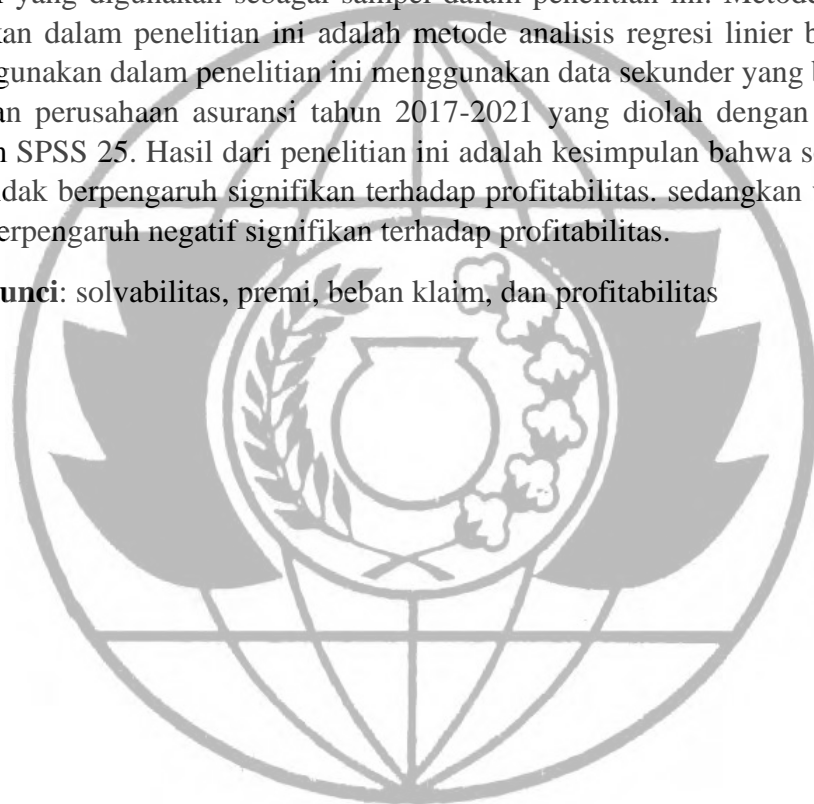 yang digunakan sebagai sampel dalam penelitian ini. Metode
kan dalam penelitian ini adalah metode analisis regresi linier b
gunakan dalam penelitian ini menggunakan data sekunder yang
an perusahaan asuransi tahun 2017-2021 yang diolah dengan
SPSS 25. Hasil dari penelitian ini adalah kesimpulan bahwa se
idak berpengaruh signifikan terhadap profitabilitas. sedangkan
erpengaruh negatif signifikan terhadap profitabilitas.
unci: solvabilitas, premi, beban klaim, dan profitabilitas